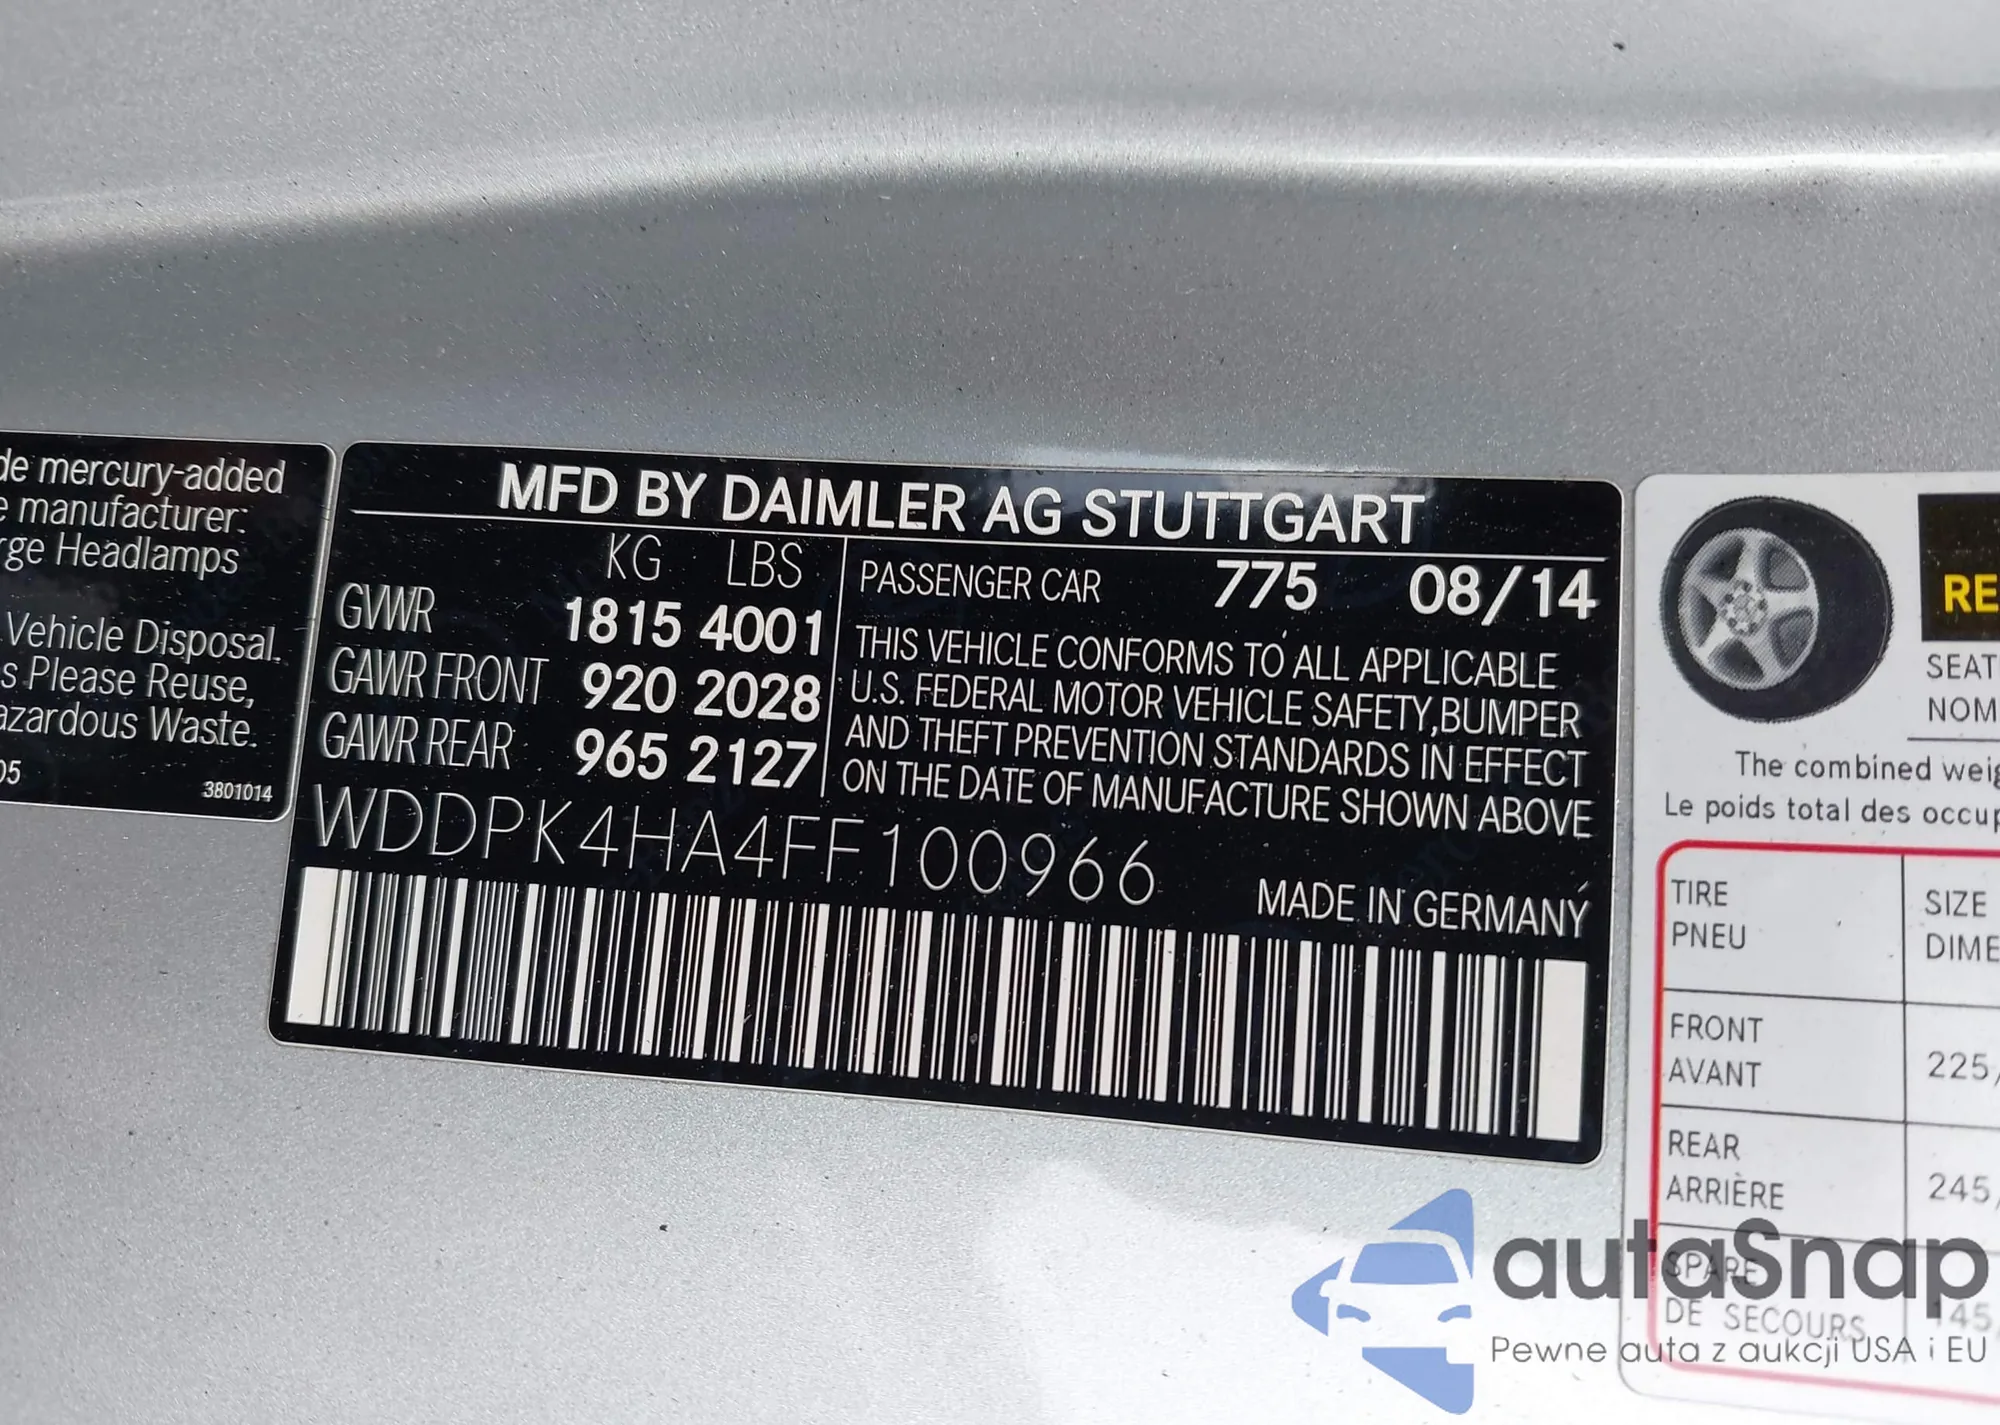 de mercury-added
e manufacturer:
rge Headlamps
Vehicle Disposal.
s Please Reuse,
azardous Waste.
05
3801014
MFD BY DAIMLER AG STUTTGART
KG LBS
GVWR 1815 4001
GAWR FRONT 920 2028
GAWR REAR 965 2127
PASSENGER CAR 775 08/14
THIS VEHICLE CONFORMS TO ALL APPLICABLE
U.S. FEDERAL MOTOR VEHICLE SAFETY,BUMPER
AND THEFT PREVENTION STANDARDS IN EFFECT
ON THE DATE OF MANUFACTURE SHOWN ABOVE
WDDPK4HA4FF100966
MADE IN GERMANY
RE
SEAT
NOM
The combined weig
Le poids total des occup
TIRE SIZE
PNEU DIME
FRONT
AVANT 225/
REAR
ARRIÈRE 245/
SPARE
DE SECOURS 145
autaSnap
Pewne auta z aukcji USA i EU